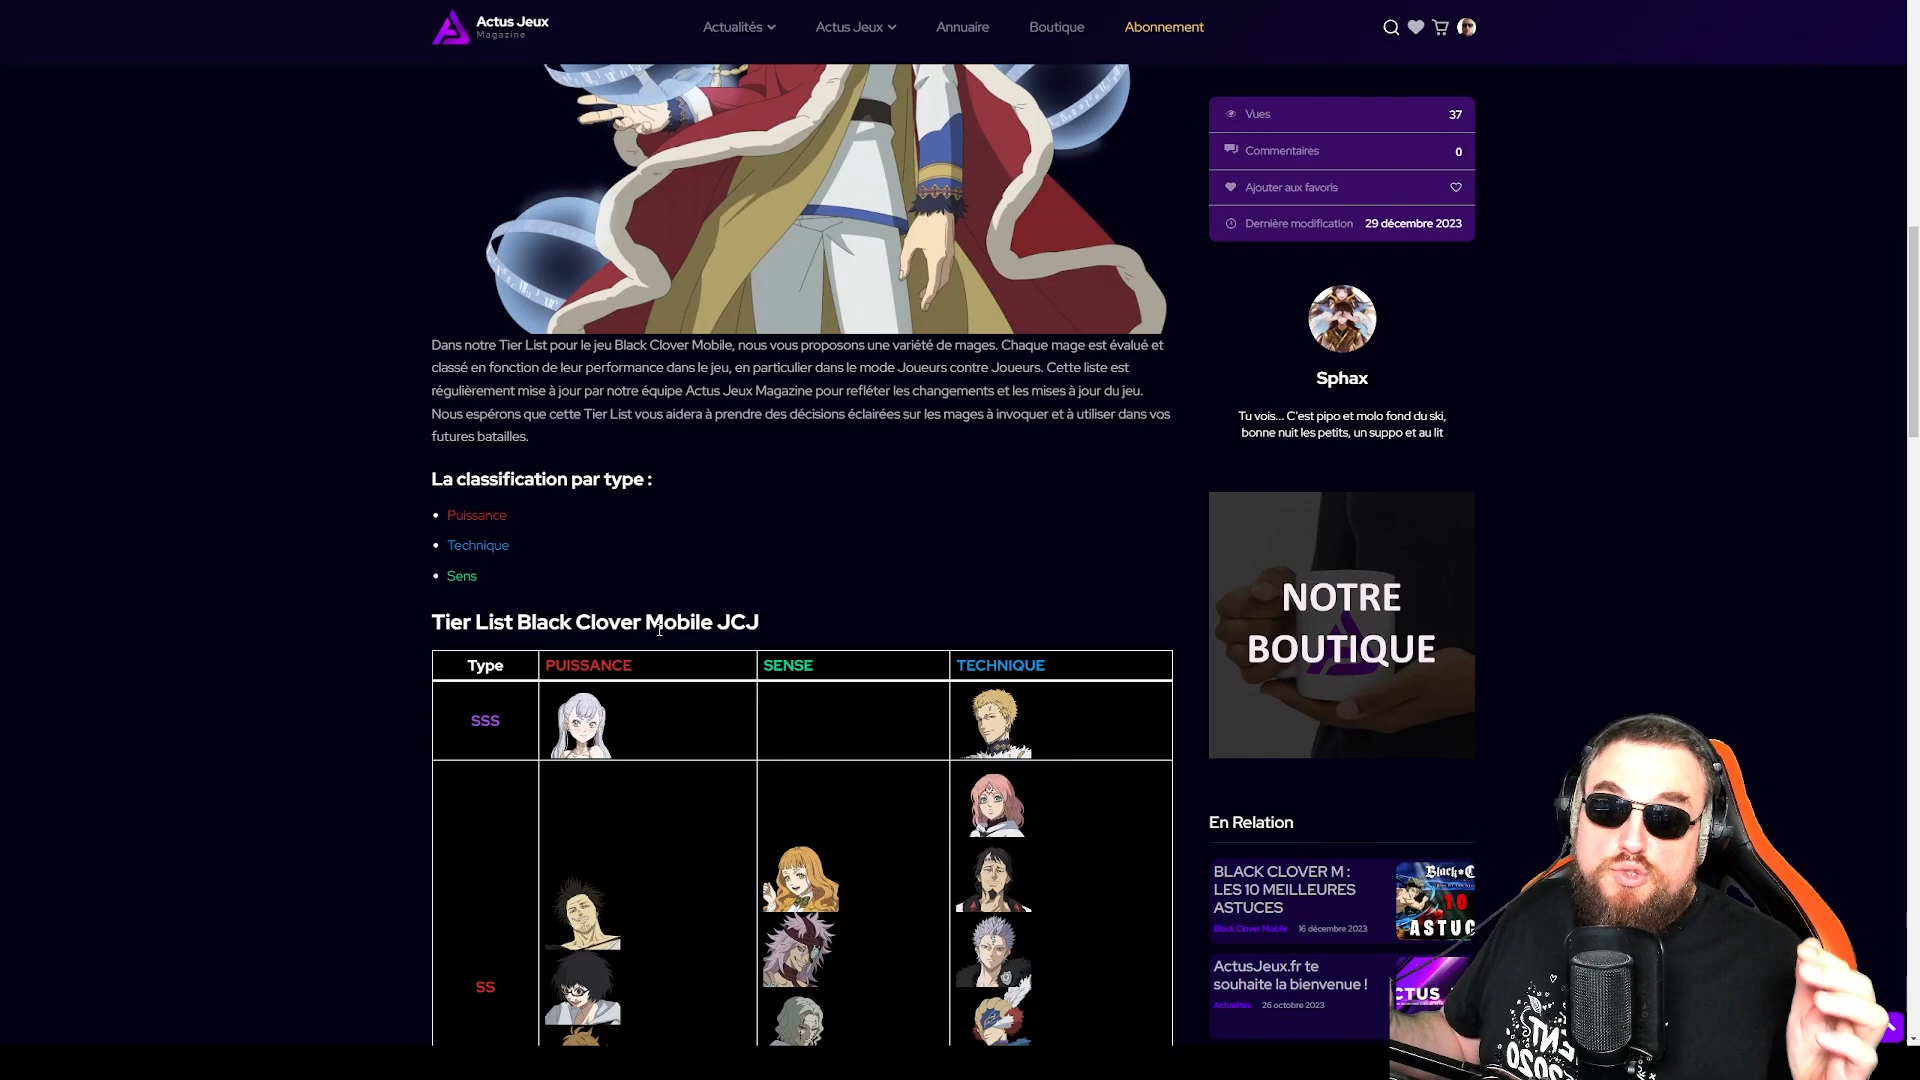 Actus Jeux
Magazine
Actualités
Actus Jeux
Annuaire
Boutique
Abonnement
Vues 37
Commentaires 0
Ajouter aux favoris
Dernière modification 29 décembre 2023
Sphax
Tu vois... C'est pipo et molo fond du ski,
bonne nuit les petits, un suppo et au lit
Dans notre Tier List pour le jeu Black Clover Mobile, nous vous proposons une variété de mages. Chaque mage est évalué et
classé en fonction de leur performance dans le jeu, en particulier dans le mode Joueurs contre Joueurs. Cette liste est
régulièrement mise à jour par notre équipe Actus Jeux Magazine pour refléter les changements et les mises à jour du jeu.
Nous espérons que cette Tier List vous aidera à prendre des décisions éclairées sur les mages à invoquer et à utiliser dans vos
futures batailles.
La classification par type :
• Puissance
• Technique
• Sens
Tier List Black Clover Mobile JCJ
Type PUISSANCE SENSE TECHNIQUE
SSS
SS
NOTRE
BOUTIQUE
En Relation
BLACK CLOVER M :
LES 10 MEILLEURES
ASTUCES
Black Clover Mobile 16 décembre 2023
Black C
10
ASTUC
ActusJeux.fr te
souhaite la bienvenue !
Actualités 26 octobre 2023
CTUS
2020